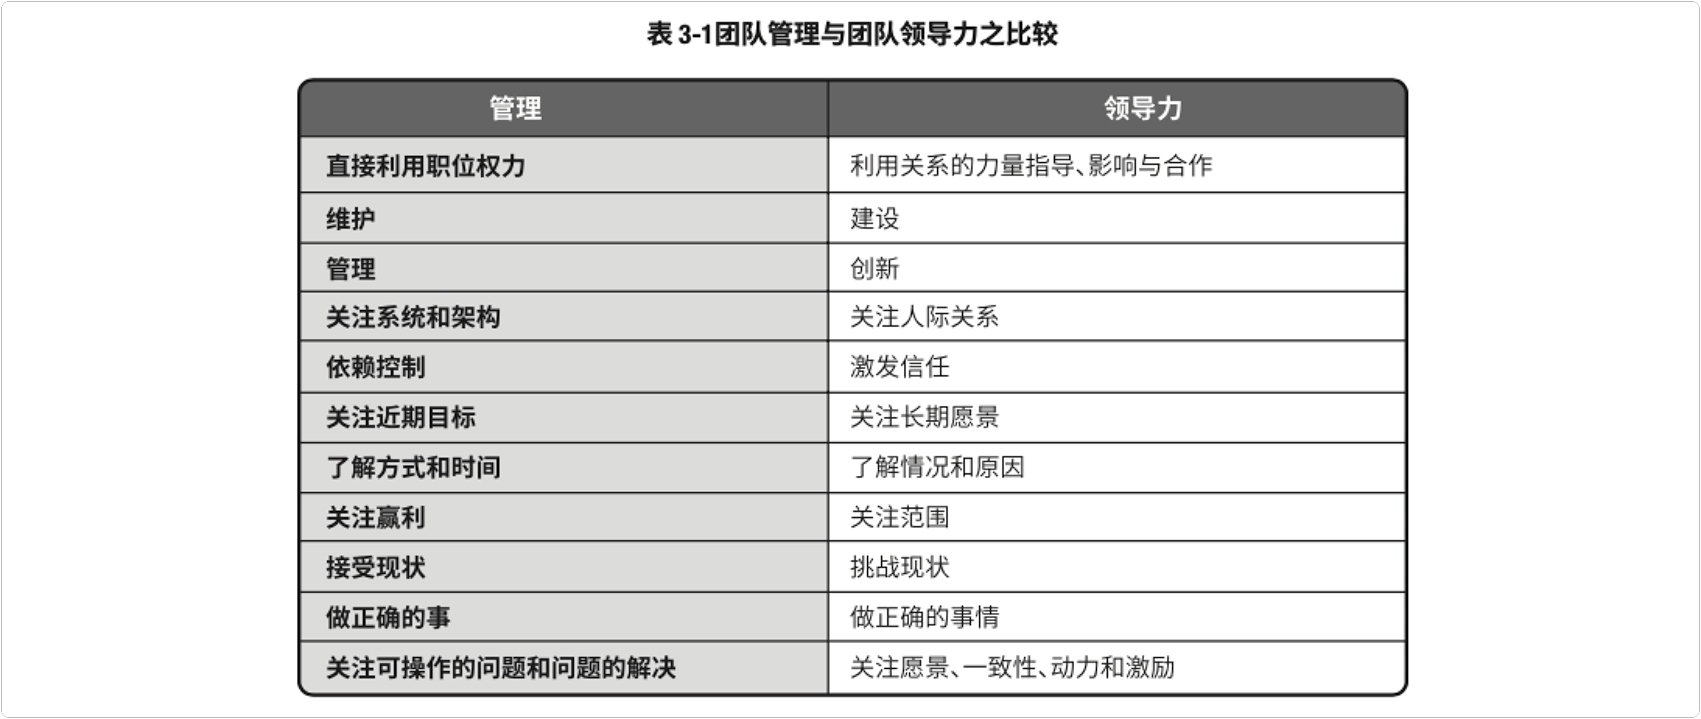 表 3-1团队管理与团队领导力之比较
管理 领导力
直接利用职位权力 利用关系的力量指导、影响与合作
维护 建设
管理 创新
关注系统和架构 关注人际关系
依赖控制 激发信任
关注近期目标 关注长期愿景
了解方式和时间 了解情况和原因
关注赢利 关注范围
接受现状 挑战现状
做正确的事 做正确的事情
关注可操作的问题和问题的解决 关注愿景、一致性、动力和激励